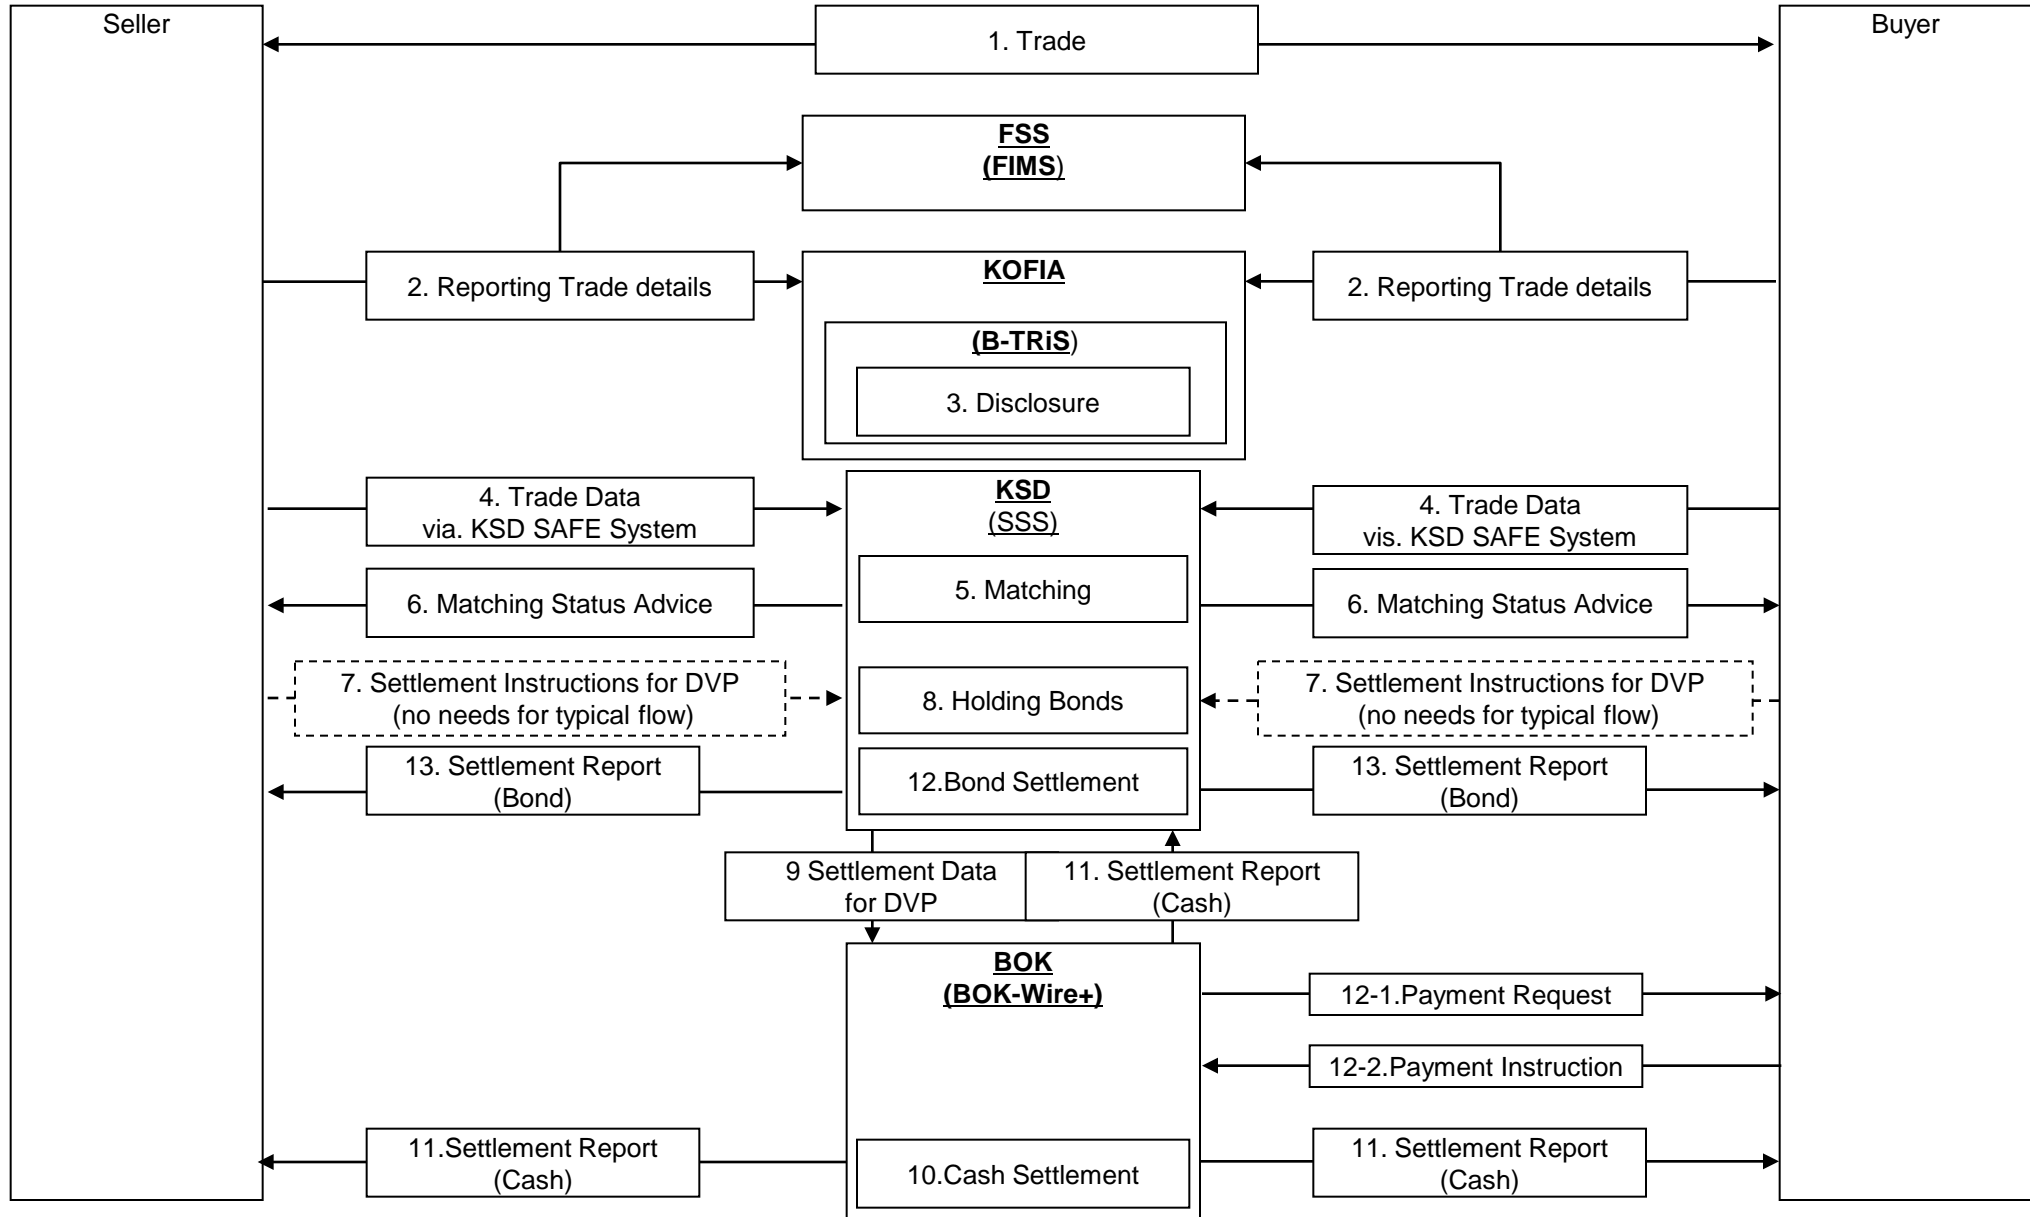 Seller
1. Trade
Buyer
FSS
(FIMS)
2. Reporting Trade details
KOFIA
2. Reporting Trade details
(B-TRiS)
3. Disclosure
4. Trade Data
via. KSD SAFE System
KSD
(SSS)
4. Trade Data
vis. KSD SAFE System
6. Matching Status Advice
5. Matching
6. Matching Status Advice
7. Settlement Instructions for DVP
(no needs for typical flow)
8. Holding Bonds
7. Settlement Instructions for DVP
(no needs for typical flow)
13. Settlement Report
(Bond)
12.Bond Settlement
13. Settlement Report
(Bond)
9 Settlement Data
for DVP
11. Settlement Report
(Cash)
BOK
(BOK-Wire+)
12-1.Payment Request
12-2.Payment Instruction
11.Settlement Report
(Cash)
10.Cash Settlement
11. Settlement Report
(Cash)